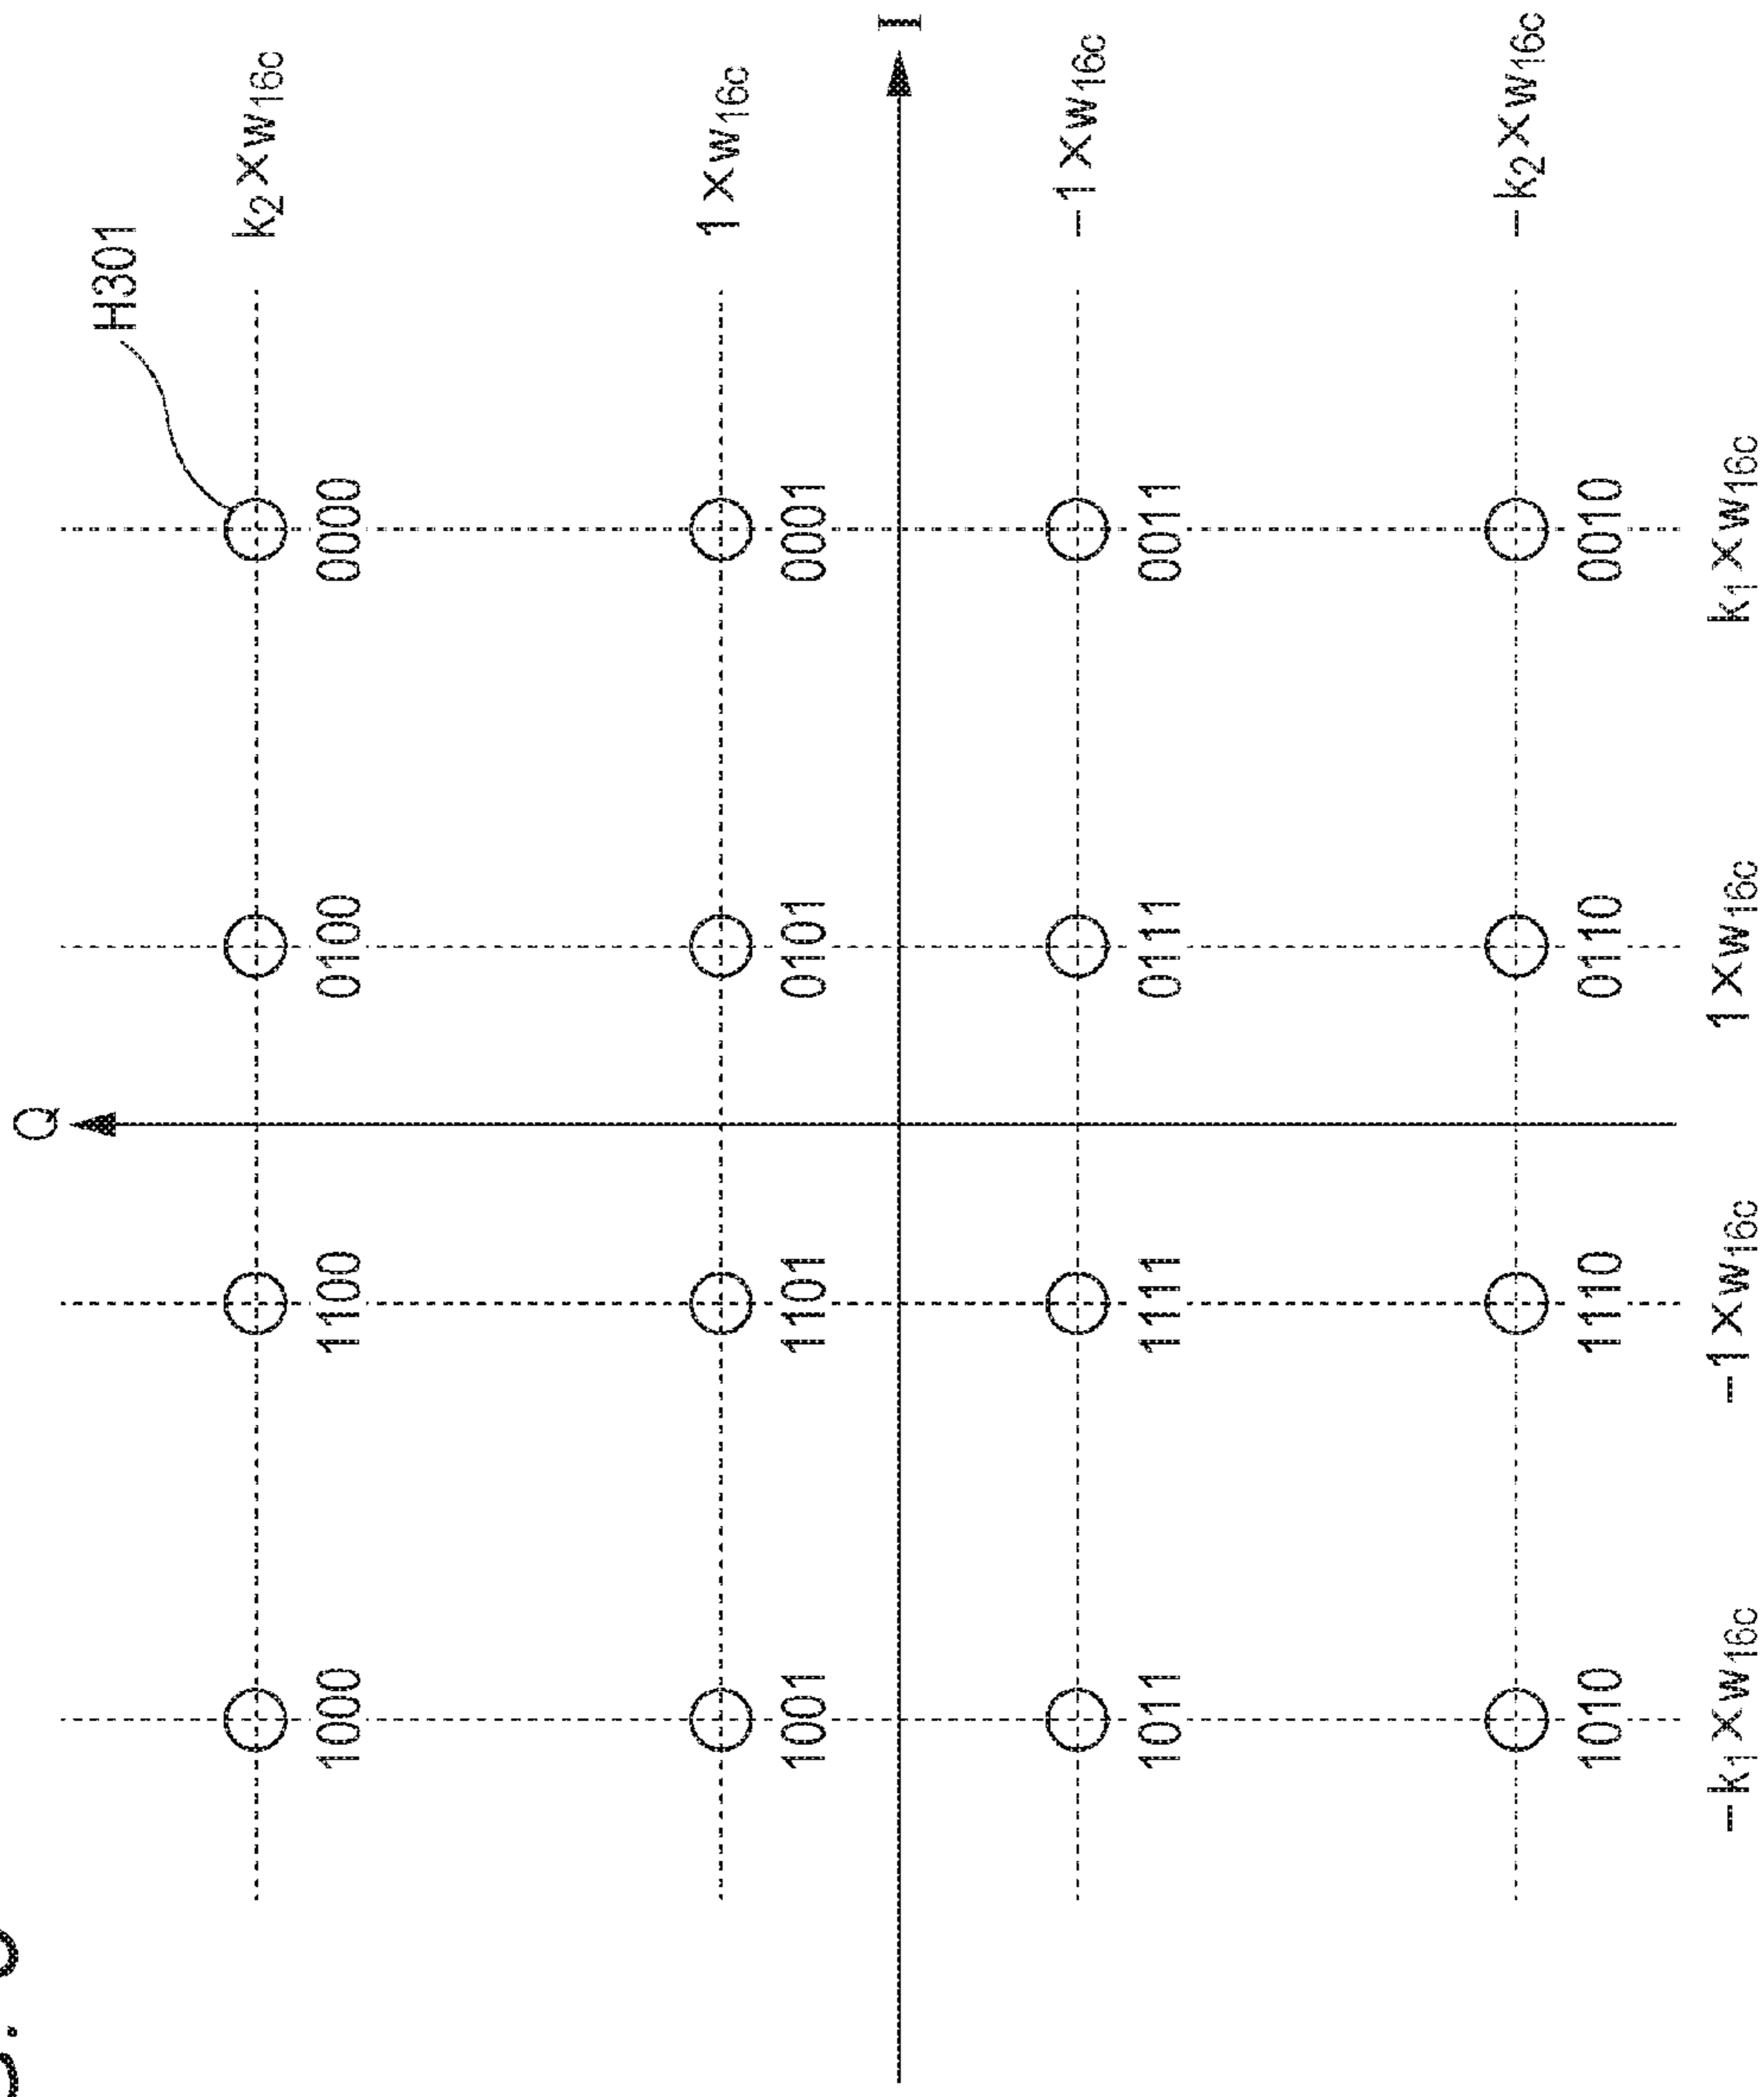 Q
H301
k₂×w₁₆c
1000 1100 0100 0000
1×w₁₆c
1001 1101 0101 0001
I
-1×w₁₆c
1011 1111 0111 0011
-k₂×w₁₆c
1010 1110 0110 0010
-k₁×w₁₆c -1×w₁₆c 1×w₁₆c k₁×w₁₆c